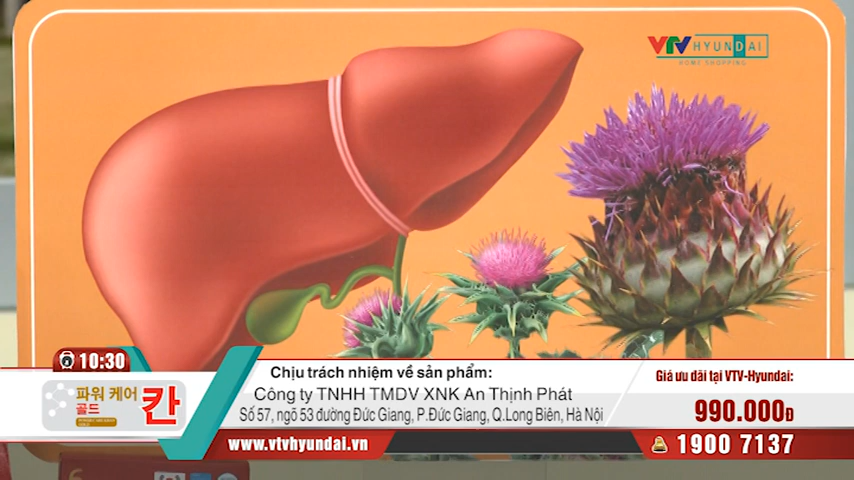 VTV HYUNDAI
HOME SHOPPING
10:30
파워 케어
골드
칸
Chịu trách nhiệm về sản phẩm:
Công ty TNHH TMDV XNK An Thịnh Phát
Số 57, ngõ 53 đường Đức Giang, P.Đức Giang, Q.Long Biên, Hà Nội
Giá ưu đãi tại VTV-Hyundai:
990.000Đ
www.vtvhyundai.vn
1900 7137